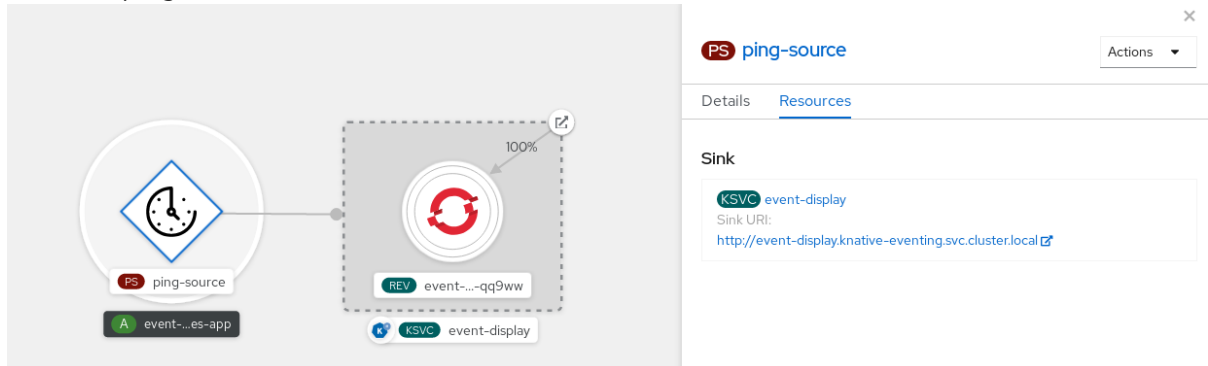 100%
PS ping-source
A event-...es-app
REV event-...-qq9ww
KSVC event-display
PS ping-source
Actions
Details Resources
Sink
KSVC event-display
Sink URI:
http://event-display.knative-eventing.svc.cluster.local